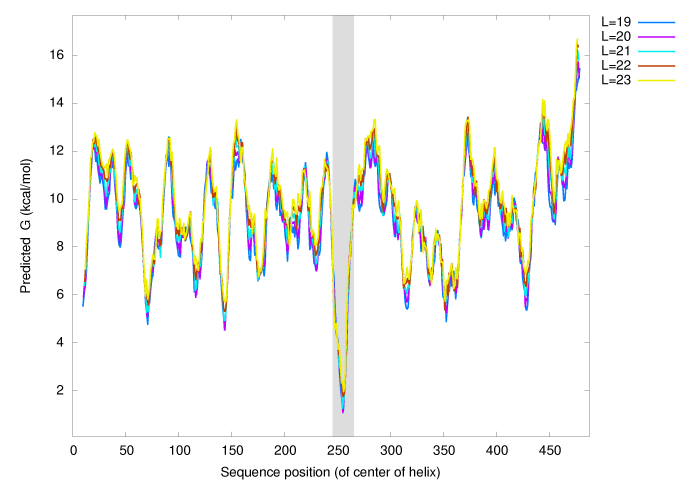 L=19
L=20
L=21
L=22
L=23
16
14
12
10
8
6
4
2
Predicted G (kcal/mol)
0 50 100 150 200 250 300 350 400 450
Sequence position (of center of helix)